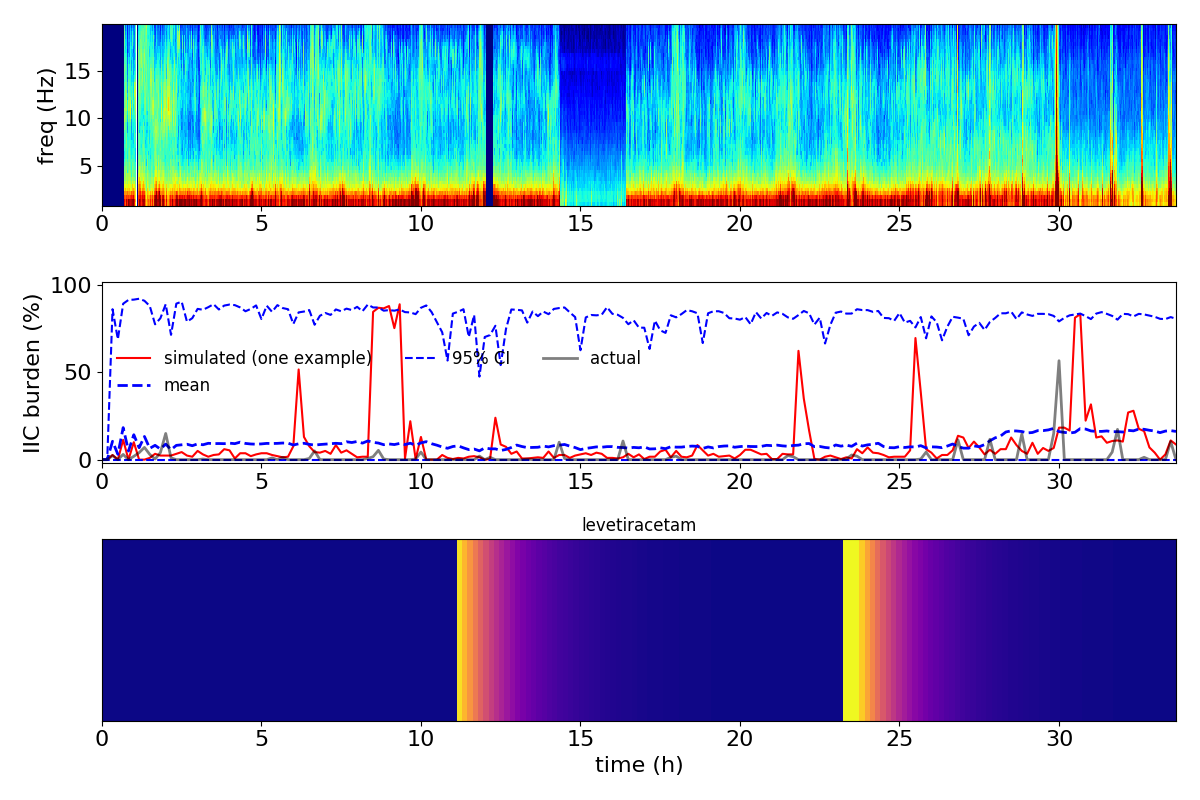 freq (Hz)
15
10
5
0 5 10 15 20 25 30
IIC burden (%)
100
50
0
simulated (one example) 95% CI actual
mean
0 5 10 15 20 25 30
levetiracetam
0 5 10 15 20 25 30
time (h)